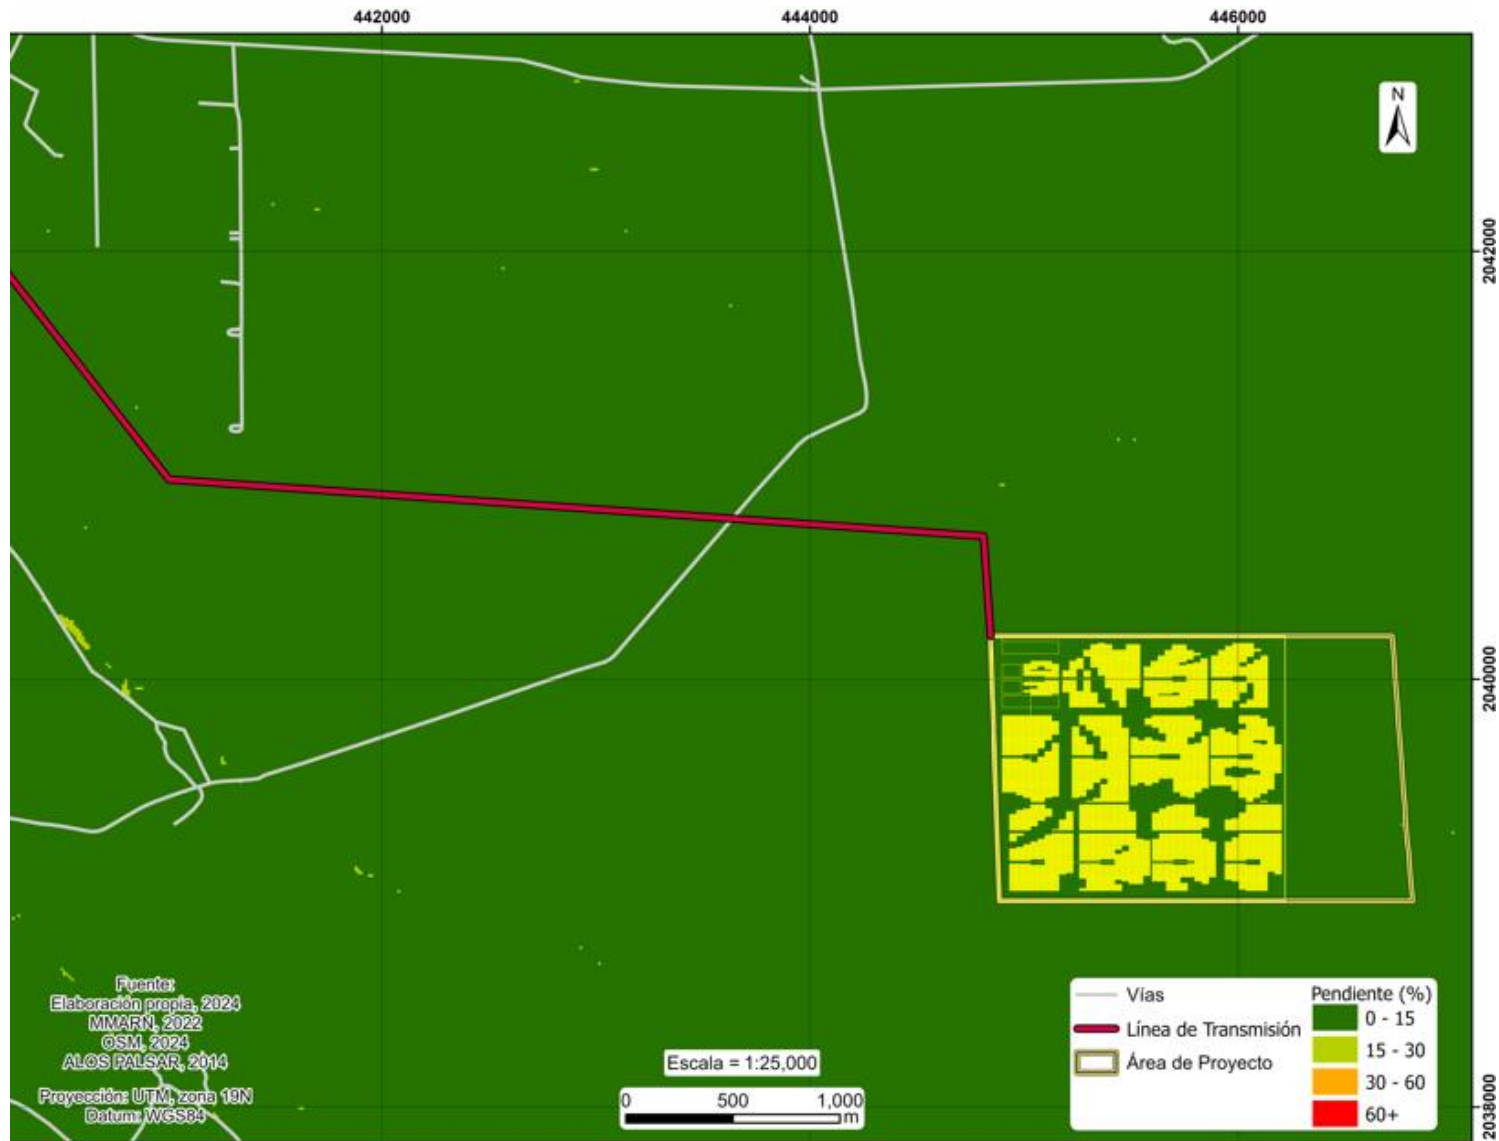 442000
444000
446000
N
2042000
2040000
2038000
Fuente:
Elaboración propia, 2024
MMARN, 2022
OSM, 2024
ALOS PALSAR, 2014
Proyección: UTM, zona 19N
Datum: WGS84
Escala = 1:25,000
0 500 1,000
m
Vías
Línea de Transmisión
Área de Proyecto
Pendiente (%)
0 - 15
15 - 30
30 - 60
60+